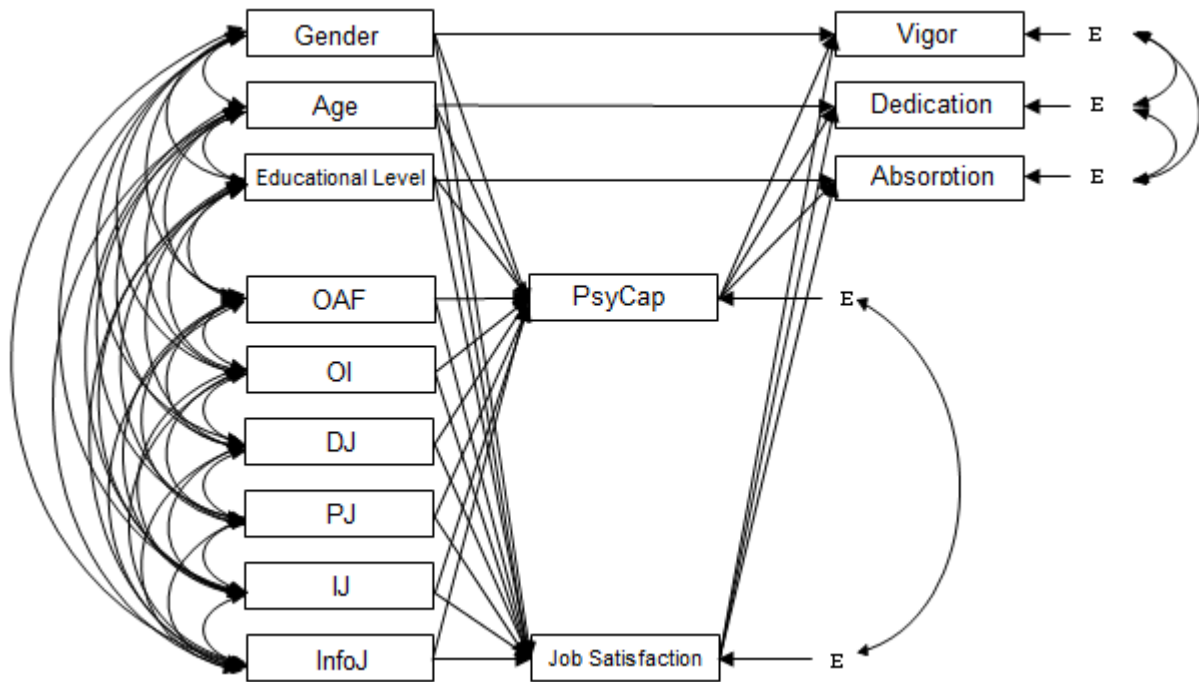 Gender
Vigor
E
Age
Dedication
E
Educational Level
Absorption
E
OAF
PsyCap
E
OI
DJ
PJ
IJ
InfoJ
Job Satisfaction
E